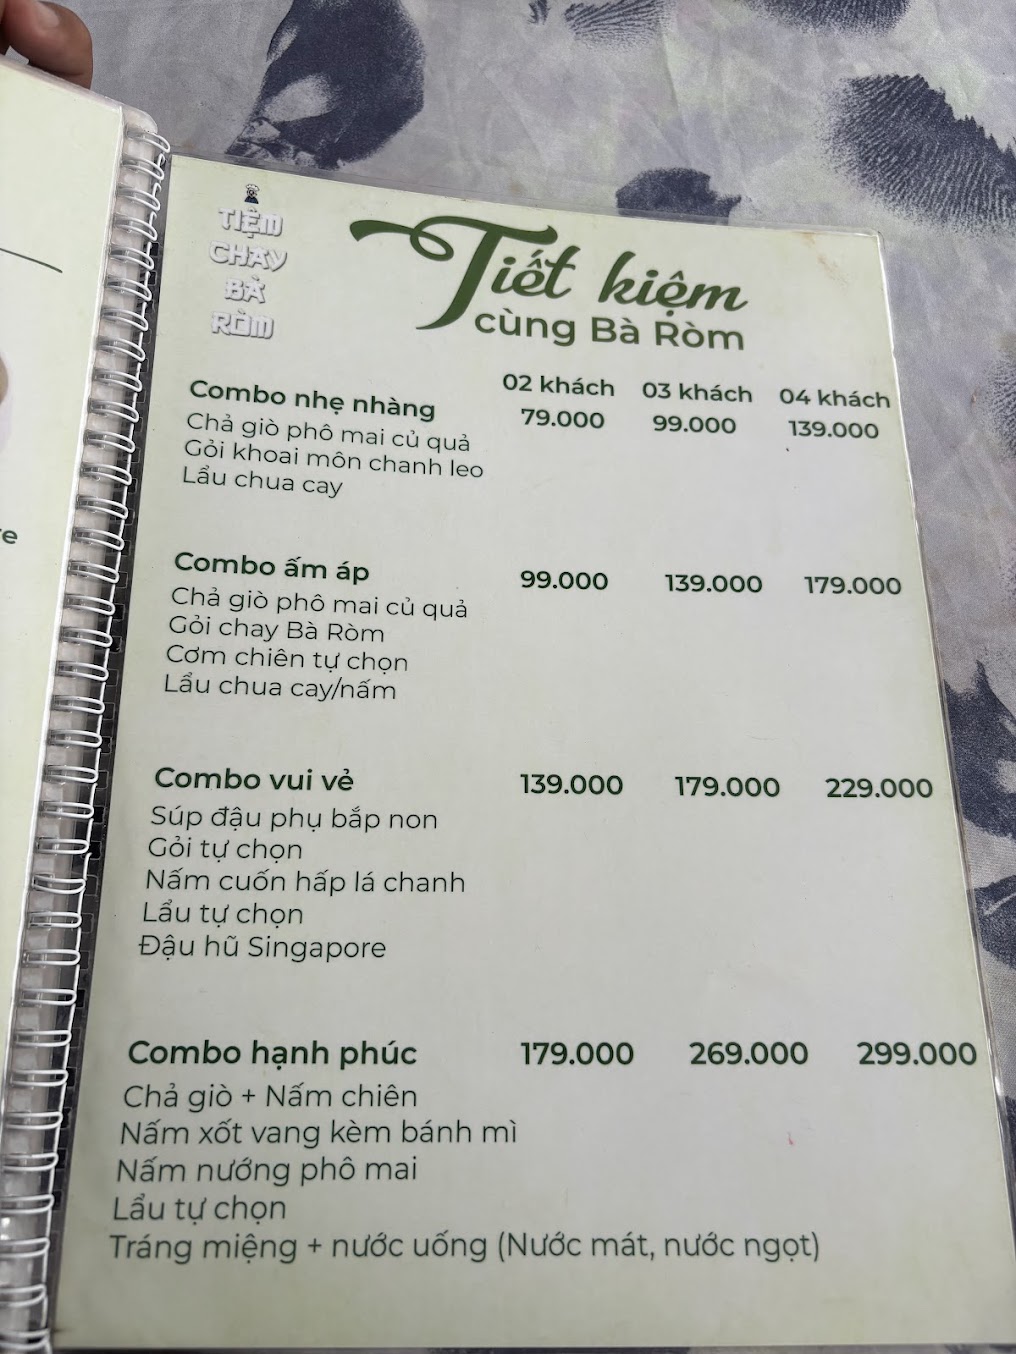 TIỆM
CHAY
BÀ
RÒM
Tiết kiệm
cùng Bà Ròm
02 khách 03 khách 04 khách
Combo nhẹ nhàng 79.000 99.000 139.000
Chả giò phô mai củ quả
Gỏi khoai môn chanh leo
Lẩu chua cay
Combo ấm áp 99.000 139.000 179.000
Chả giò phô mai củ quả
Gỏi chay Bà Ròm
Cơm chiên tự chọn
Lẩu chua cay/nấm
Combo vui vẻ 139.000 179.000 229.000
Súp đậu phụ bắp non
Gỏi tự chọn
Nấm cuốn hấp lá chanh
Lẩu tự chọn
Đậu hũ Singapore
Combo hạnh phúc 179.000 269.000 299.000
Chả giò + Nấm chiên
Nấm xốt vang kèm bánh mì
Nấm nướng phô mai
Lẩu tự chọn
Tráng miệng + nước uống (Nước mát, nước ngọt)